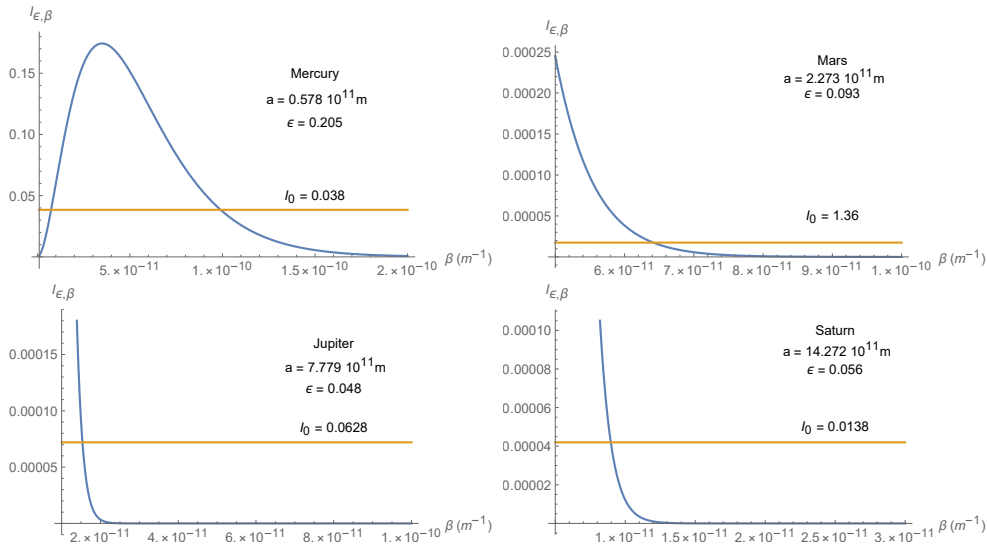 I_{ϵ,β}
0.15
0.10
0.05
Mercury
a = 0.578 10^{11}m
ϵ = 0.205
I_0 = 0.038
5.×10^{-11} 1.×10^{-10} 1.5×10^{-10} 2.×10^{-10} β (m^{-1})
I_{ϵ,β}
0.00025
0.00020
0.00015
0.00010
0.00005
Mars
a = 2.273 10^{11}m
ϵ = 0.093
I_0 = 1.36
6.×10^{-11} 7.×10^{-11} 8.×10^{-11} 9.×10^{-11} 1.×10^{-10} β (m^{-1})
I_{ϵ,β}
0.00015
0.00010
0.00005
Jupiter
a = 7.779 10^{11}m
ϵ = 0.048
I_0 = 0.0628
2.×10^{-11} 4.×10^{-11} 6.×10^{-11} 8.×10^{-11} 1.×10^{-10} β (m^{-1})
I_{ϵ,β}
0.00010
0.00008
0.00006
0.00004
0.00002
Saturn
a = 14.272 10^{11}m
ϵ = 0.056
I_0 = 0.0138
1.×10^{-11} 1.5×10^{-11} 2.×10^{-11} 2.5×10^{-11} 3.×10^{-11} β (m^{-1})